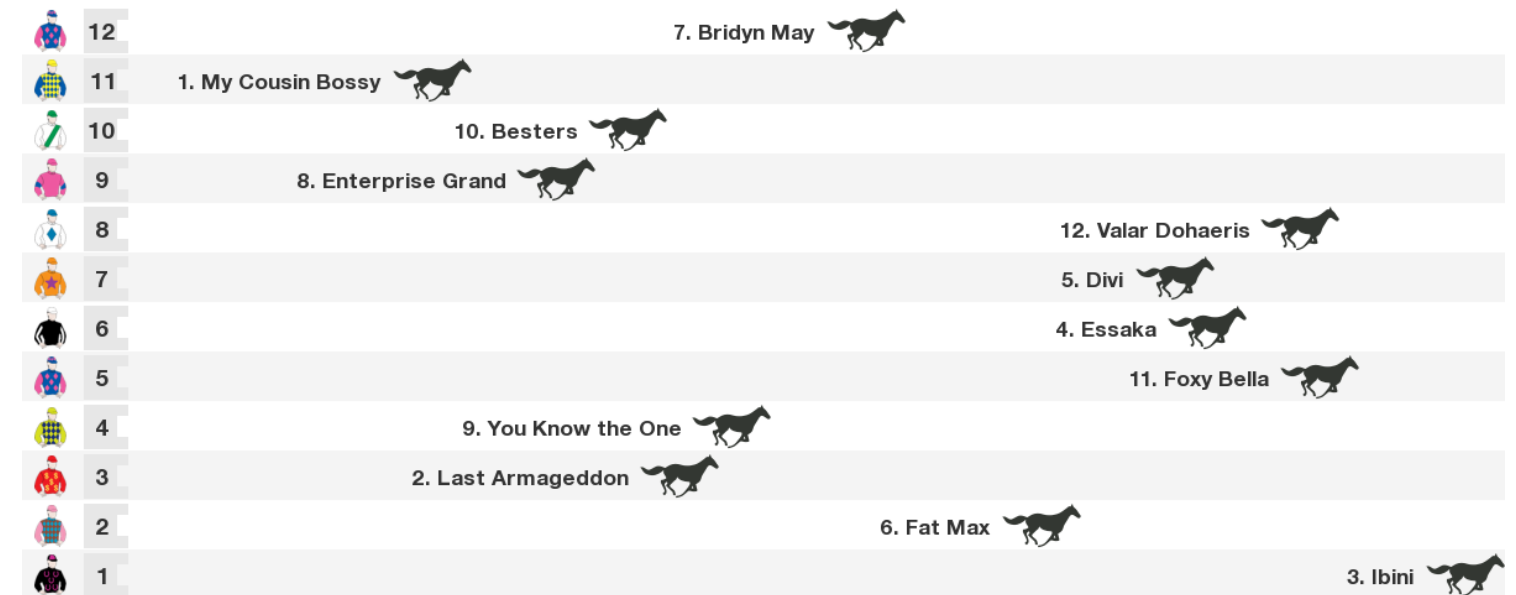 12 7. Bridyn May
11 1. My Cousin Bossy
10 10. Besters
9 8. Enterprise Grand
8 12. Valar Dohaeris
7 5. Divi
6 4. Essaka
5 11. Foxy Bella
4 9. You Know the One
3 2. Last Armageddon
2 6. Fat Max
1 3. Ibini